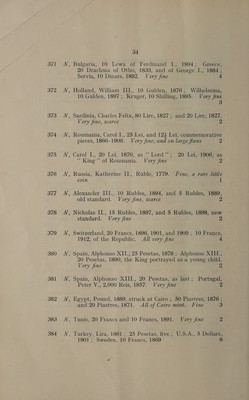 34
371 N, Bulgaria, 10 Lewa of Ferdinand I., 1894; Greece,
20 Drachma of Otho, 1833, and of George I., 1884;
Servia, 10 Dinars, 1882. Very fine 4
372 N, Holland, William III., 10 Gulden, 1876; Wilhelmina,
10 Gulden, 1897; Kruger, 10 Shilling, 1895. Very fine
3
373 N, Sardinia, Charles Felix, 80 Lire, 1827; and 20 Lire, 1827.
Very fine, scarce 2
374 N, Roumania, Carol I., 25 Lei, and 12½ Lei, commemorative
pieces, 1866-1906. Very fine, and on large flans 2
375 N, Carol I., 20 Lei, 1870, as "Lord"; 20 Lei, 1906, as
"King" of Roumania. Very fine 2
376 N, Russia, Katherine II., Ruble, 1779. Fine, a rare little
coin. 1
377 N, Alexander III., 10 Rubles, 1894, and 5 Rubles, 1889,
old standard. Very fine, scarce 2
378 N, Nicholas II., 15 Rubles, 1897, and 5 Rubles, 1898, new
standard. Very fine 2
379 N, Switzerland, 20 Francs, 1896, 1901, and 1909; 10 Francs,
1912, of the Republic. All very fine 4
380 N, Spain, Alphonso XII., 25 Pesetas, 1878; Alphonso XIII.,
20 Pesetas, 1890, the King portrayed as a young child.
Very fine 2
381 N, Spain, Alphonso XIII., 20 Pesetas, as last; Portugal,
Peter V., 2,000 Reis, 1857. Very fine 2
382 N, Egypt, Pound, 1889, struck at Cairo; 50 Piastres, 1876;
and 20 Piastres, 1871. All of Cairo mint. Fine 3
383 N, Tunis, 20 Francs and 10 Francs, 1891. Very fine 2
384 N, Turkey, Lira, 1861; 25 Piastres, five; U.S.A., 5 Dollars,
1901; Sweden, 10 Francs, 1869 8